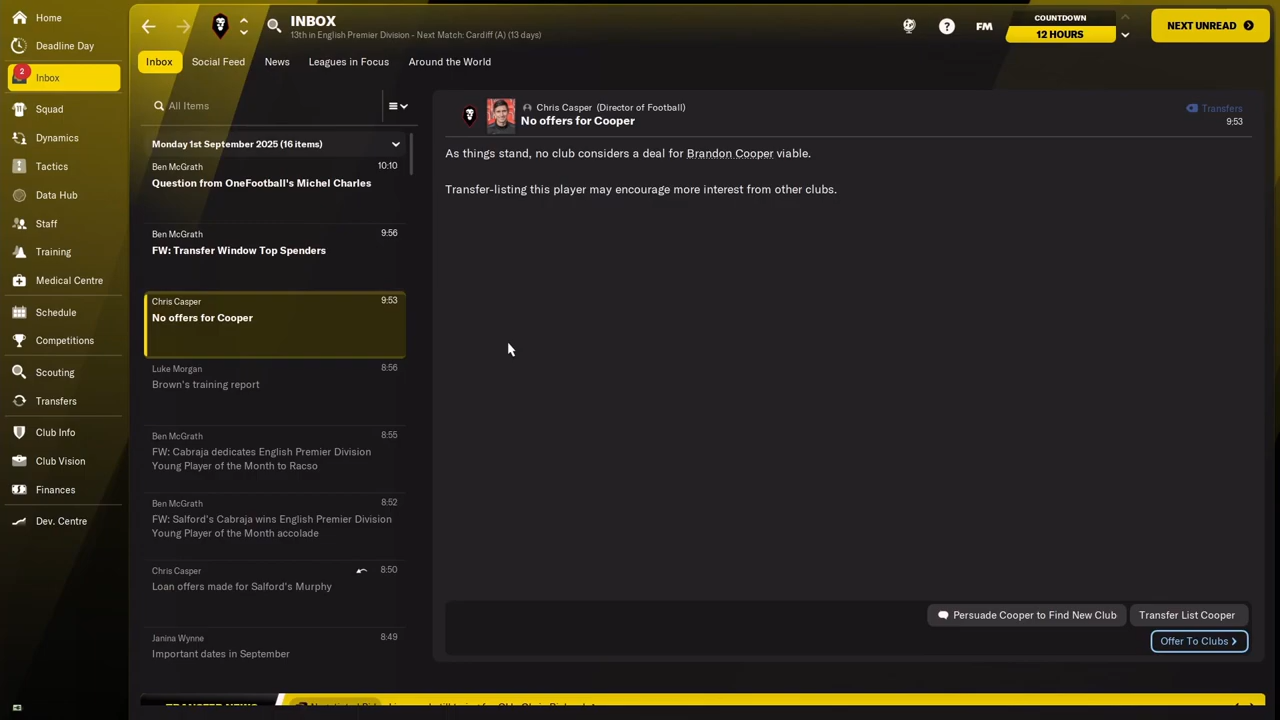 Home
Deadline Day
2
Inbox
Squad
Dynamics
Tactics
Data Hub
Staff
Training
Medical Centre
Schedule
Competitions
Scouting
Transfers
Club Info
Club Vision
Finances
Dev. Centre
INBOX
13th in English Premier Division - Next Match: Cardiff (A) (13 days)
FM
COUNTDOWN
12 HOURS
NEXT UNREAD
Inbox
Social Feed
News
Leagues in Focus
Around the World
All Items
Monday 1st September 2025 (16 items)
Ben McGrath 10:10
Question from OneFootball's Michel Charles
Ben McGrath 9:56
FW: Transfer Window Top Spenders
Chris Casper 9:53
No offers for Cooper
Luke Morgan 8:56
Brown's training report
Ben McGrath 8:55
FW: Cabraja dedicates English Premier Division
Young Player of the Month to Racso
Ben McGrath 8:52
FW: Salford's Cabraja wins English Premier Division
Young Player of the Month accolade
Chris Casper 8:50
Loan offers made for Salford's Murphy
Janina Wynne 8:49
Important dates in September
Chris Casper (Director of Football)
No offers for Cooper
Transfers
9:53
As things stand, no club considers a deal for Brandon Cooper viable.
Transfer-listing this player may encourage more interest from other clubs.
Persuade Cooper to Find New Club
Transfer List Cooper
Offer To Clubs
TRANSFER NEWS